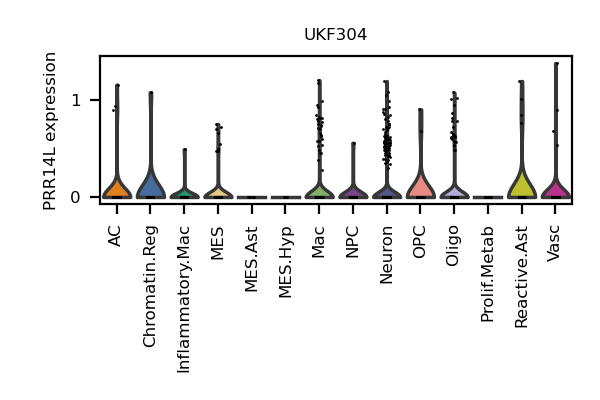 UKF304
PRR14L expression
1
0
AC
Chromatin.Reg
Inflammatory.Mac
MES
MES.Ast
MES.Hyp
Mac
NPC
Neuron
OPC
Oligo
Prolif.Metab
Reactive.Ast
Vasc